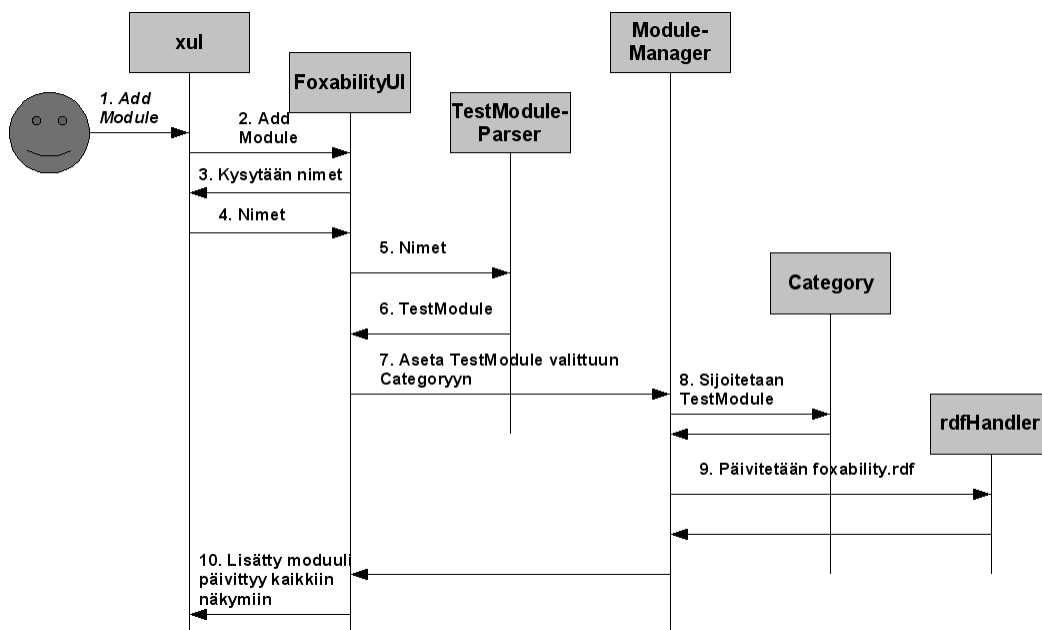 xul
Module-
Manager
FoxabilityUI
1. Add
Module
2. Add
Module
TestModule-
Parser
3. Kysytään nimet
4. Nimet
5. Nimet
Category
6. TestModule
7. Aseta TestModule valittuun
Categoryyn
8. Sijoitetaan
TestModule
rdfHandler
9. Päivitetään foxability.rdf
10. Lisätty moduuli
päivittyy kaikkiin
näkymiin